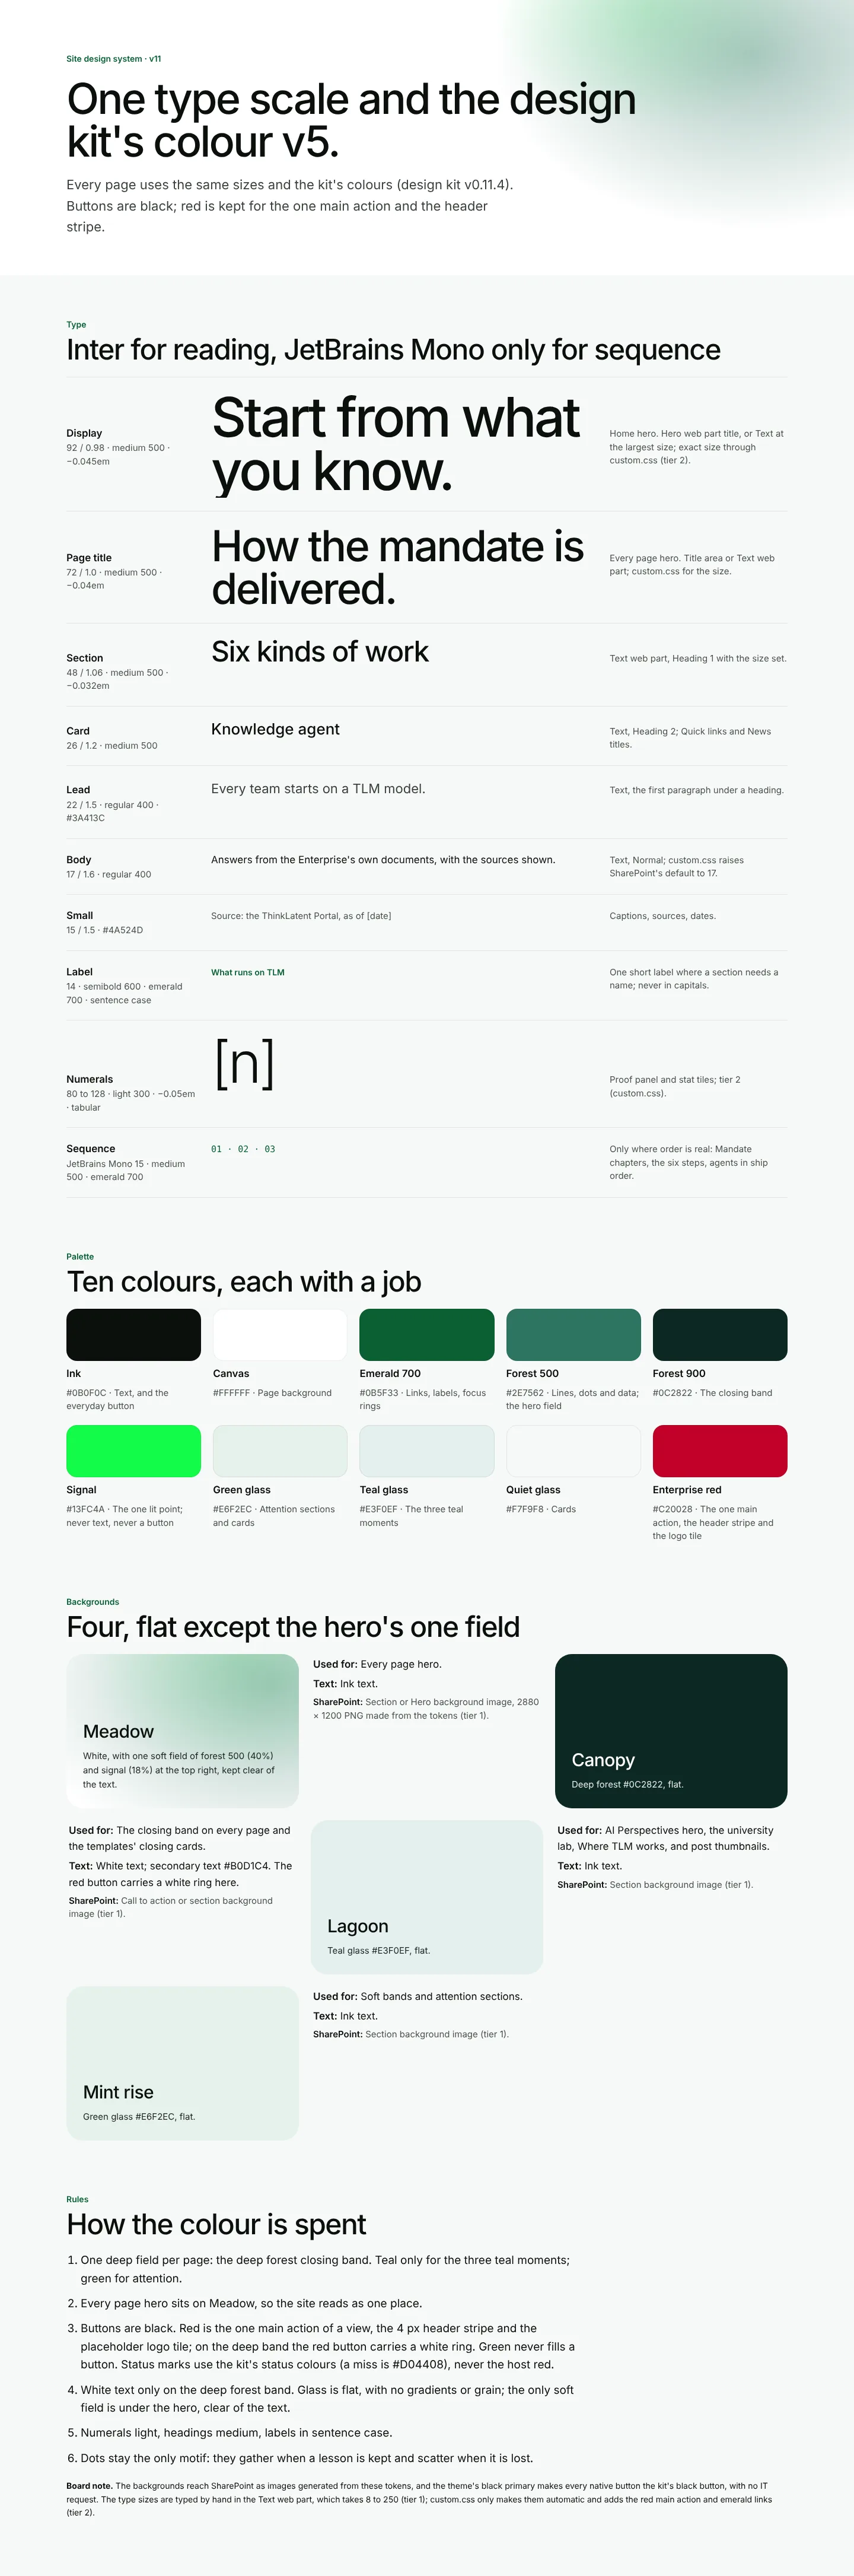 Site design system · v11
One type scale and the design
kit's colour v5.
Every page uses the same sizes and the kit's colours (design kit v0.11.4).
Buttons are black; red is kept for the one main action and the header
stripe.
Type
Inter for reading, JetBrains Mono only for sequence
Display
92 / 0.98 · medium 500 ·
−0.045em
Start from what
you know.
Home hero. Hero web part title, or Text at
the largest size; exact size through
custom.css (tier 2).
Page title
72 / 1.0 · medium 500 ·
−0.04em
How the mandate is
delivered.
Every page hero. Title area or Text web
part; custom.css for the size.
Section
48 / 1.06 · medium 500 ·
−0.032em
Six kinds of work
Text web part, Heading 1 with the size set.
Card
26 / 1.2 · medium 500
Knowledge agent
Text, Heading 2; Quick links and News
titles.
Lead
22 / 1.5 · regular 400 ·
#3A413C
Every team starts on a TLM model.
Text, the first paragraph under a heading.
Body
17 / 1.6 · regular 400
Answers from the Enterprise's own documents, with the sources shown.
Text, Normal; custom.css raises
SharePoint's default to 17.
Small
15 / 1.5 · #4A524D
Source: the ThinkLatent Portal, as of [date]
Captions, sources, dates.
Label
14 · semibold 600 · emerald
700 · sentence case
What runs on TLM
One short label where a section needs a
name; never in capitals.
Numerals
80 to 128 · light 300 · −0.05em
· tabular
[n]
Proof panel and stat tiles; tier 2
(custom.css).
Sequence
JetBrains Mono 15 · medium
500 · emerald 700
01 · 02 · 03
Only where order is real: Mandate
chapters, the six steps, agents in ship
order.
Palette
Ten colours, each with a job
Ink
#0B0F0C · Text, and the
everyday button
Canvas
#FFFFFF · Page background
Emerald 700
#0B5F33 · Links, labels, focus
rings
Forest 500
#2E7562 · Lines, dots and data;
the hero field
Forest 900
#0C2822 · The closing band
Signal
#13FC4A · The one lit point;
never text, never a button
Green glass
#E6F2EC · Attention sections
and cards
Teal glass
#E3F0EF · The three teal
moments
Quiet glass
#F7F9F8 · Cards
Enterprise red
#C20028 · The one main
action, the header stripe and
the logo tile
Backgrounds
Four, flat except the hero's one field
Meadow
White, with one soft field of forest 500 (40%)
and signal (18%) at the top right, kept clear of
the text.
Used for: Every page hero.
Text: Ink text.
SharePoint: Section or Hero background image, 2880
× 1200 PNG made from the tokens (tier 1).
Canopy
Deep forest #0C2822, flat.
Used for: The closing band on every page and
the templates' closing cards.
Text: White text; secondary text #B0D1C4. The
red button carries a white ring here.
SharePoint: Call to action or section background
image (tier 1).
Lagoon
Teal glass #E3F0EF, flat.
Used for: AI Perspectives hero, the university
lab, Where TLM works, and post thumbnails.
Text: Ink text.
SharePoint: Section background image (tier 1).
Mint rise
Green glass #E6F2EC, flat.
Used for: Soft bands and attention sections.
Text: Ink text.
SharePoint: Section background image (tier 1).
Rules
How the colour is spent
1. One deep field per page: the deep forest closing band. Teal only for the three teal moments;
green for attention.
2. Every page hero sits on Meadow, so the site reads as one place.
3. Buttons are black. Red is the one main action of a view, the 4 px header stripe and the
placeholder logo tile; on the deep band the red button carries a white ring. Green never fills a
button. Status marks use the kit's status colours (a miss is #D04408), never the host red.
4. White text only on the deep forest band. Glass is flat, with no gradients or grain; the only soft
field is under the hero, clear of the text.
5. Numerals light, headings medium, labels in sentence case.
6. Dots stay the only motif: they gather when a lesson is kept and scatter when it is lost.
Board note. The backgrounds reach SharePoint as images generated from these tokens, and the theme's black primary makes every native button the kit's black button, with no IT
request. The type sizes are typed by hand in the Text web part, which takes 8 to 250 (tier 1); custom.css only makes them automatic and adds the red main action and emerald links
(tier 2).